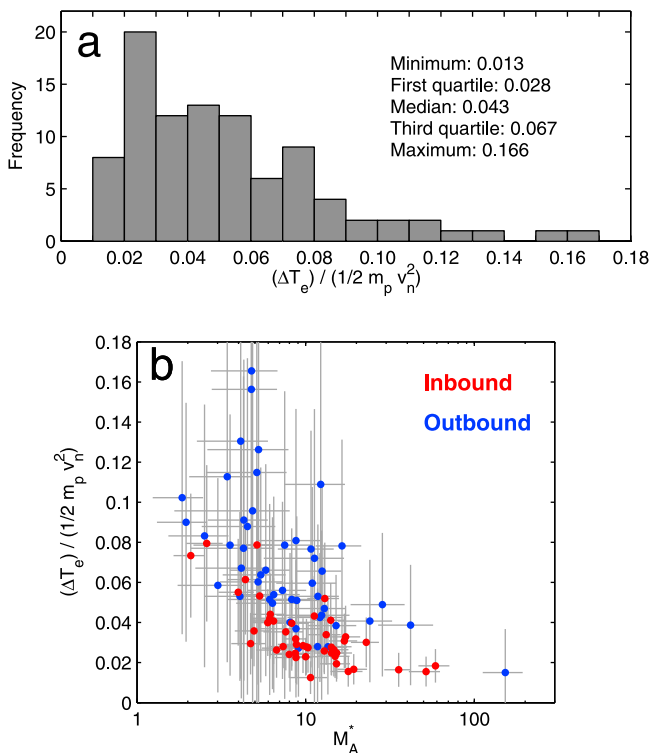 20
15
10
5
0
Frequency
a
Minimum: 0.013
First quartile: 0.028
Median: 0.043
Third quartile: 0.067
Maximum: 0.166
0 0.02 0.04 0.06 0.08 0.10 0.12 0.14 0.16 0.18
(ΔT_e) / (1/2 m_p v_n^2)
0.18
0.16
0.14
0.12
0.1
0.08
0.06
0.04
0.02
0
(ΔT_e) / (1/2 m_p v_n^2)
b
Inbound
Outbound
1 10 100
M_A^*